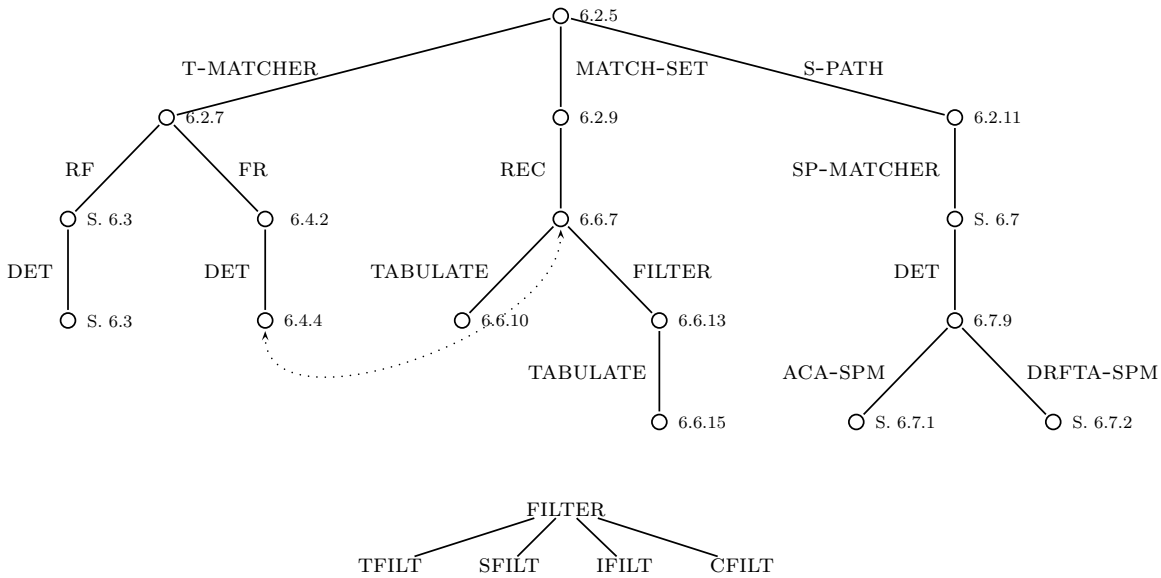 6.2.5
T-MATCHER MATCH-SET S-PATH
6.2.7 6.2.9 6.2.11
RF FR REC SP-MATCHER
S. 6.3 6.4.2 6.6.7 S. 6.7
DET DET TABULATE FILTER DET
S. 6.3 6.4.4 6.6.10 6.6.13 6.7.9
TABULATE ACA-SPM DRFTA-SPM
6.6.15 S. 6.7.1 S. 6.7.2
FILTER
TFILT SFILT IFILT CFILT